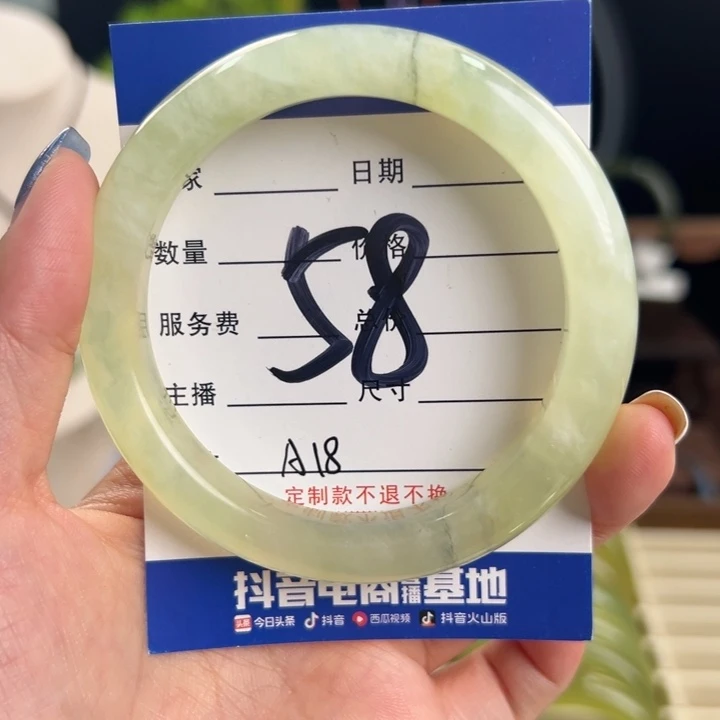 家 日期
数量 价格
58
服务费 总价
主播 尺寸
A18
定制款不退不换
抖音电商直播基地
头条 今日头条 抖音 西瓜视频 抖音火山版